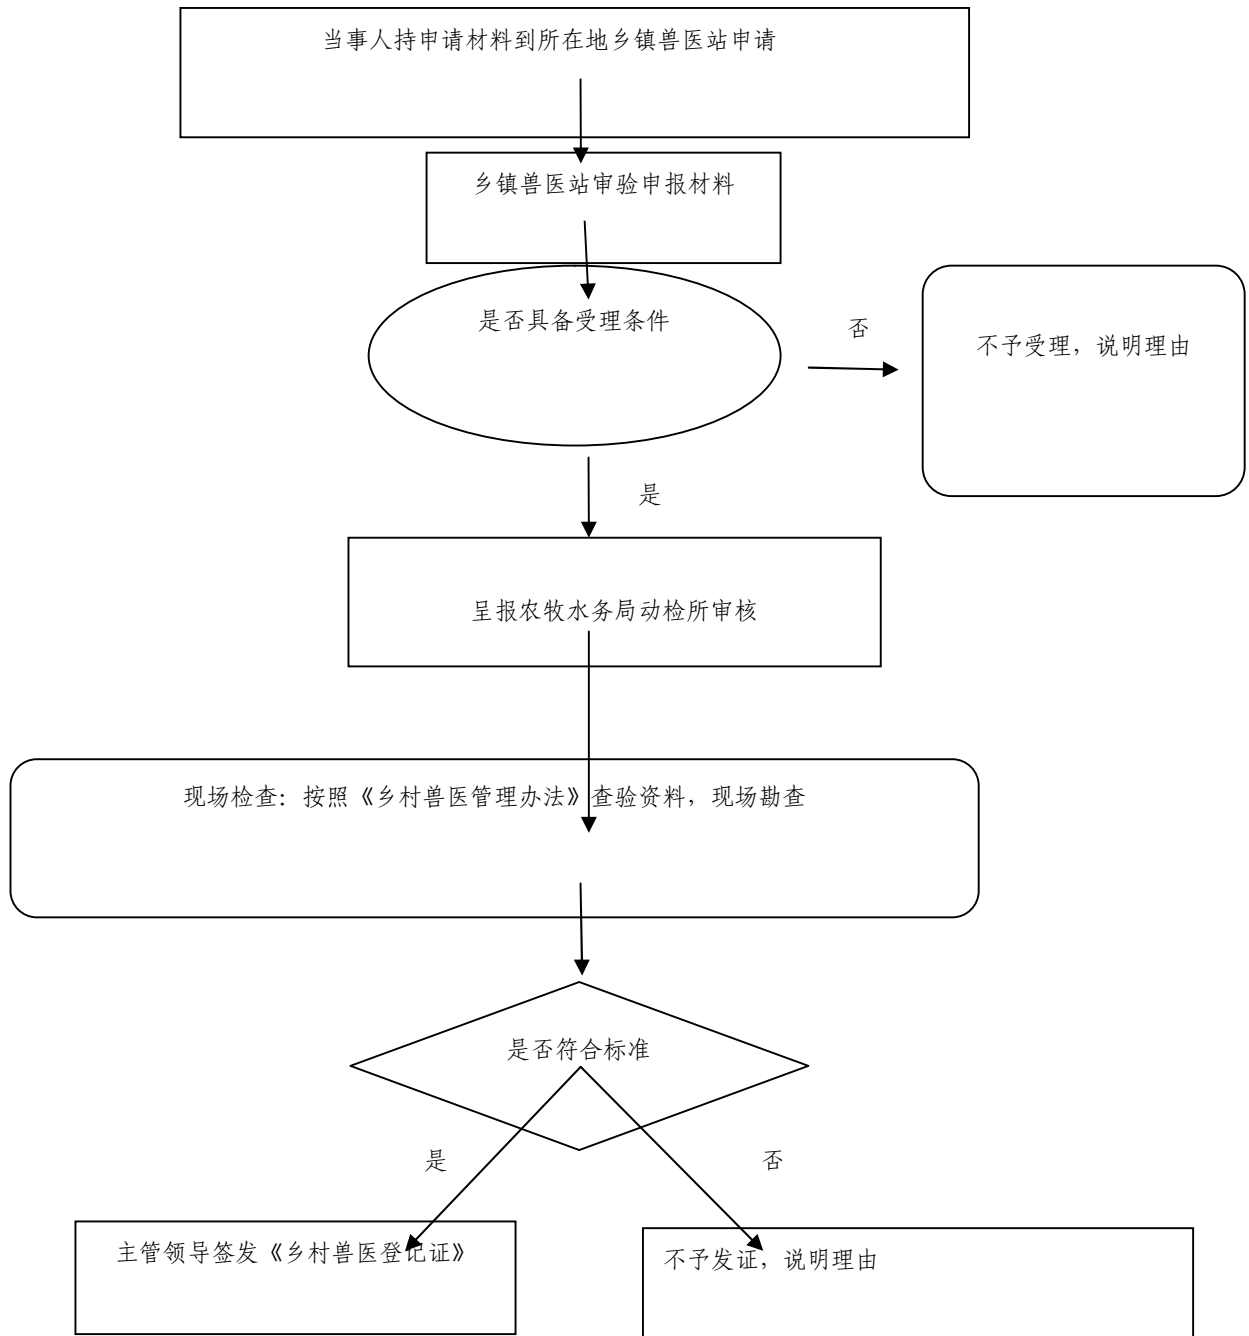 当事人持申请材料到所在地乡镇兽医站申请
乡镇兽医站审验申报材料
是否具备受理条件
否
不予受理，说明理由
是
呈报农牧水务局动检所审核
现场检查：按照《乡村兽医管理办法》查验资料，现场勘查
是否符合标准
是
否
主管领导签发《乡村兽医登记证》
不予发证，说明理由